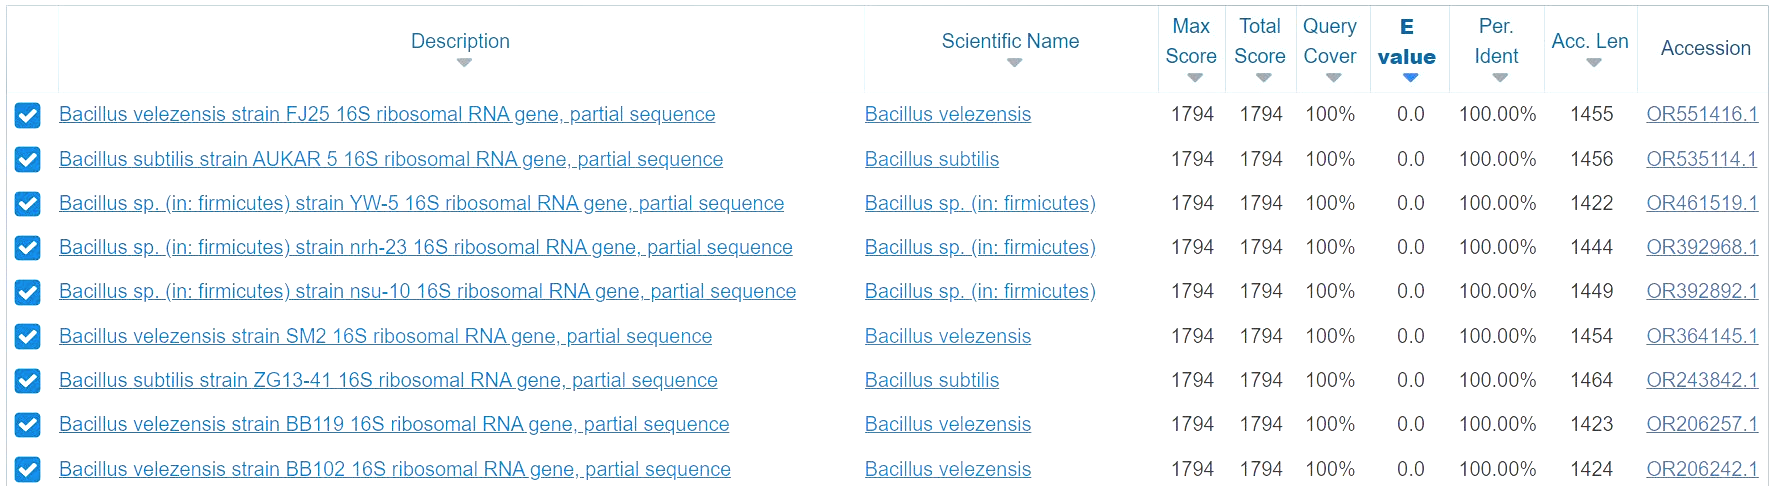 Description Scientific Name Max Score Total Score Query Cover E value Per. Ident Acc. Len Accession
Bacillus velezensis strain FJ25 16S ribosomal RNA gene, partial sequence Bacillus velezensis 1794 1794 100% 0.0 100.00% 1455 OR551416.1
Bacillus subtilis strain AUKAR 5 16S ribosomal RNA gene, partial sequence Bacillus subtilis 1794 1794 100% 0.0 100.00% 1456 OR535114.1
Bacillus sp. (in: firmicutes) strain YW-5 16S ribosomal RNA gene, partial sequence Bacillus sp. (in: firmicutes) 1794 1794 100% 0.0 100.00% 1422 OR461519.1
Bacillus sp. (in: firmicutes) strain nrh-23 16S ribosomal RNA gene, partial sequence Bacillus sp. (in: firmicutes) 1794 1794 100% 0.0 100.00% 1444 OR392968.1
Bacillus sp. (in: firmicutes) strain nsu-10 16S ribosomal RNA gene, partial sequence Bacillus sp. (in: firmicutes) 1794 1794 100% 0.0 100.00% 1449 OR392892.1
Bacillus velezensis strain SM2 16S ribosomal RNA gene, partial sequence Bacillus velezensis 1794 1794 100% 0.0 100.00% 1454 OR364145.1
Bacillus subtilis strain ZG13-41 16S ribosomal RNA gene, partial sequence Bacillus subtilis 1794 1794 100% 0.0 100.00% 1464 OR243842.1
Bacillus velezensis strain BB119 16S ribosomal RNA gene, partial sequence Bacillus velezensis 1794 1794 100% 0.0 100.00% 1423 OR206257.1
Bacillus velezensis strain BB102 16S ribosomal RNA gene, partial sequence Bacillus velezensis 1794 1794 100% 0.0 100.00% 1424 OR206242.1